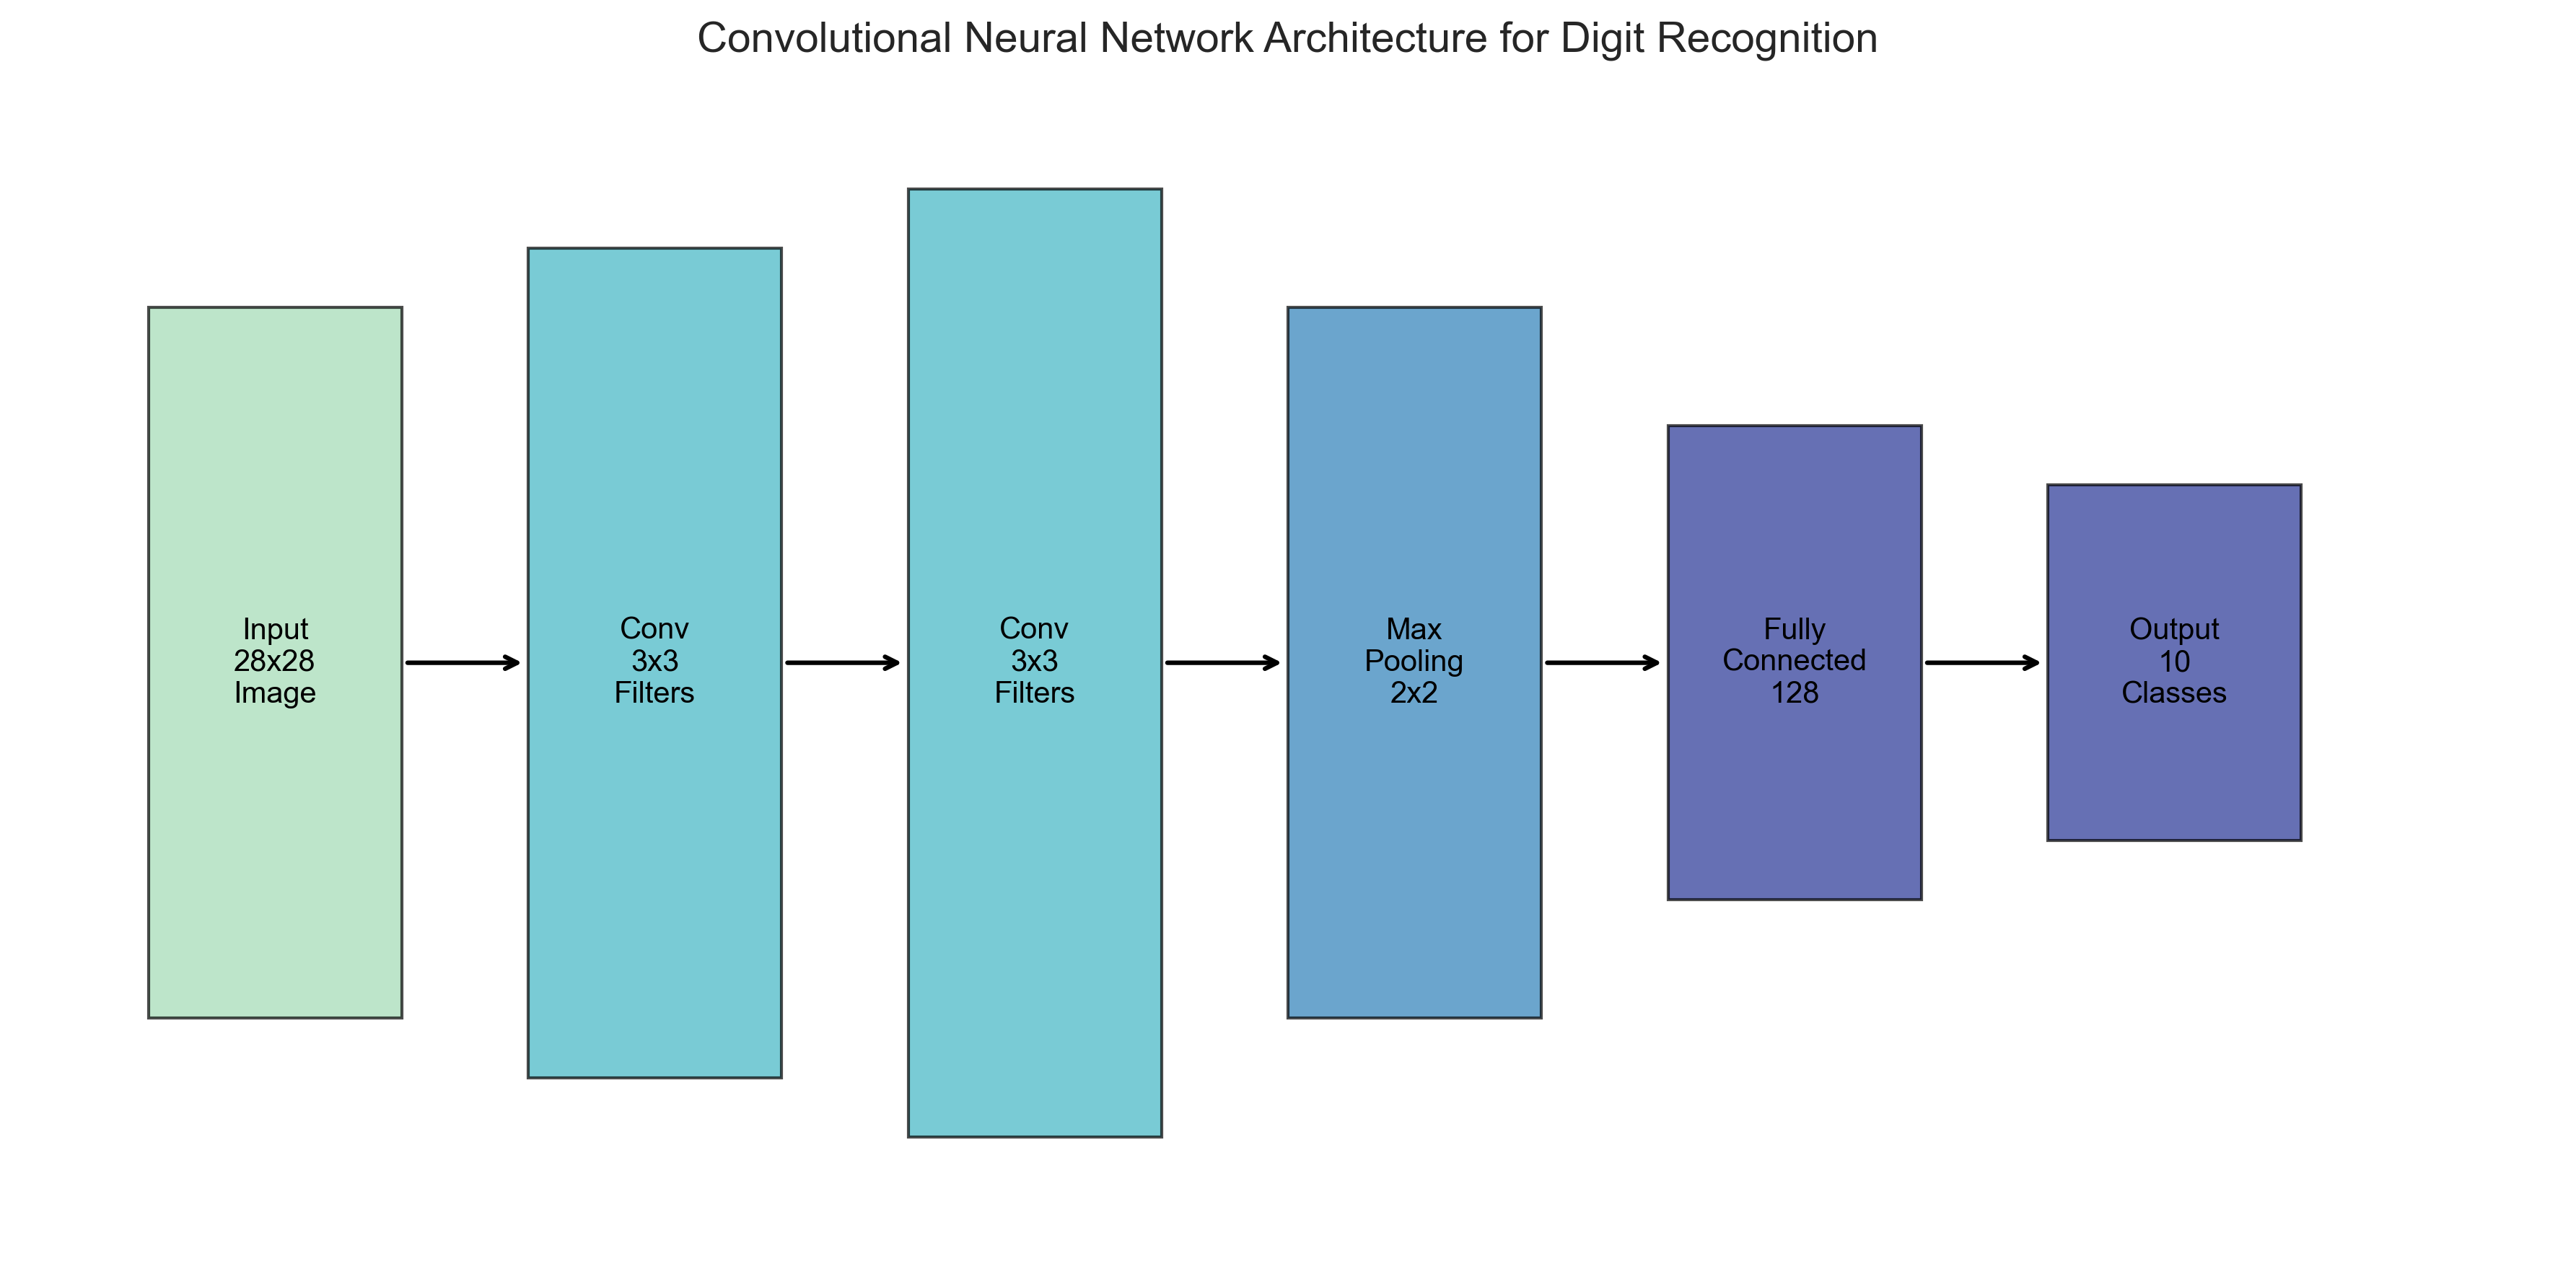 Convolutional Neural Network Architecture for Digit Recognition
Input
28x28
Image
Conv
3x3
Filters
Conv
3x3
Filters
Max
Pooling
2x2
Fully
Connected
128
Output
10
Classes